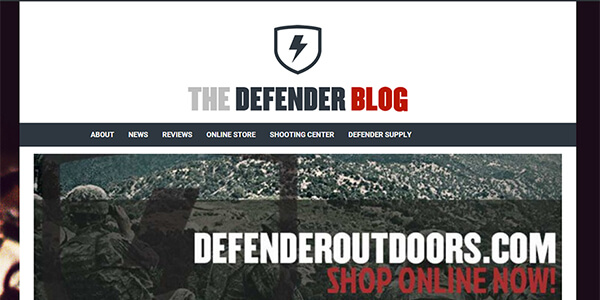 THE DEFENDER BLOG
ABOUT NEWS REVIEWS ONLINE STORE SHOOTING CENTER DEFENDER SUPPLY
DEFENDEROUTDOORS.COM
SHOP ONLINE NOW!